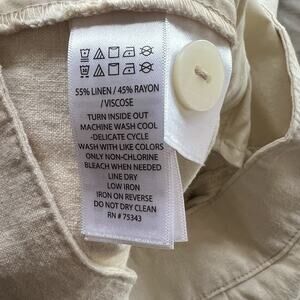 55% LINEN / 45% RAYON
/ VISCOSE
TURN INSIDE OUT
MACHINE WASH COOL
-DELICATE CYCLE
WASH WITH LIKE COLORS
ONLY NON-CHLORINE
BLEACH WHEN NEEDED
LINE DRY
LOW IRON
IRON ON REVERSE
DO NOT DRY CLEAN
RN # 75343